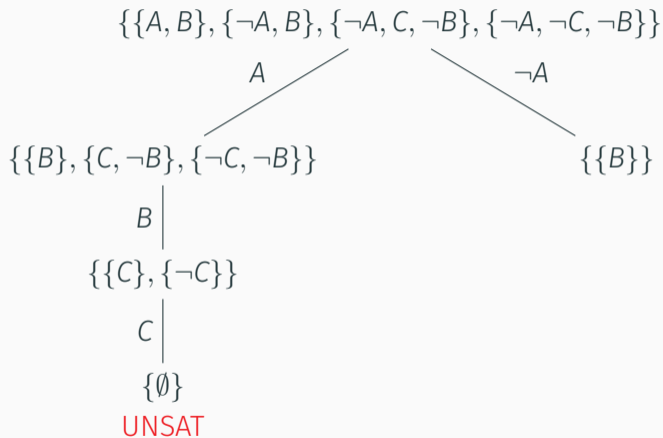 {{A, B}, {¬A, B}, {¬A, C, ¬B}, {¬A, ¬C, ¬B}}
A ¬A
{{B}, {C, ¬B}, {¬C, ¬B}} {{B}}
B
{{C}, {¬C}}
C
{∅}
UNSAT